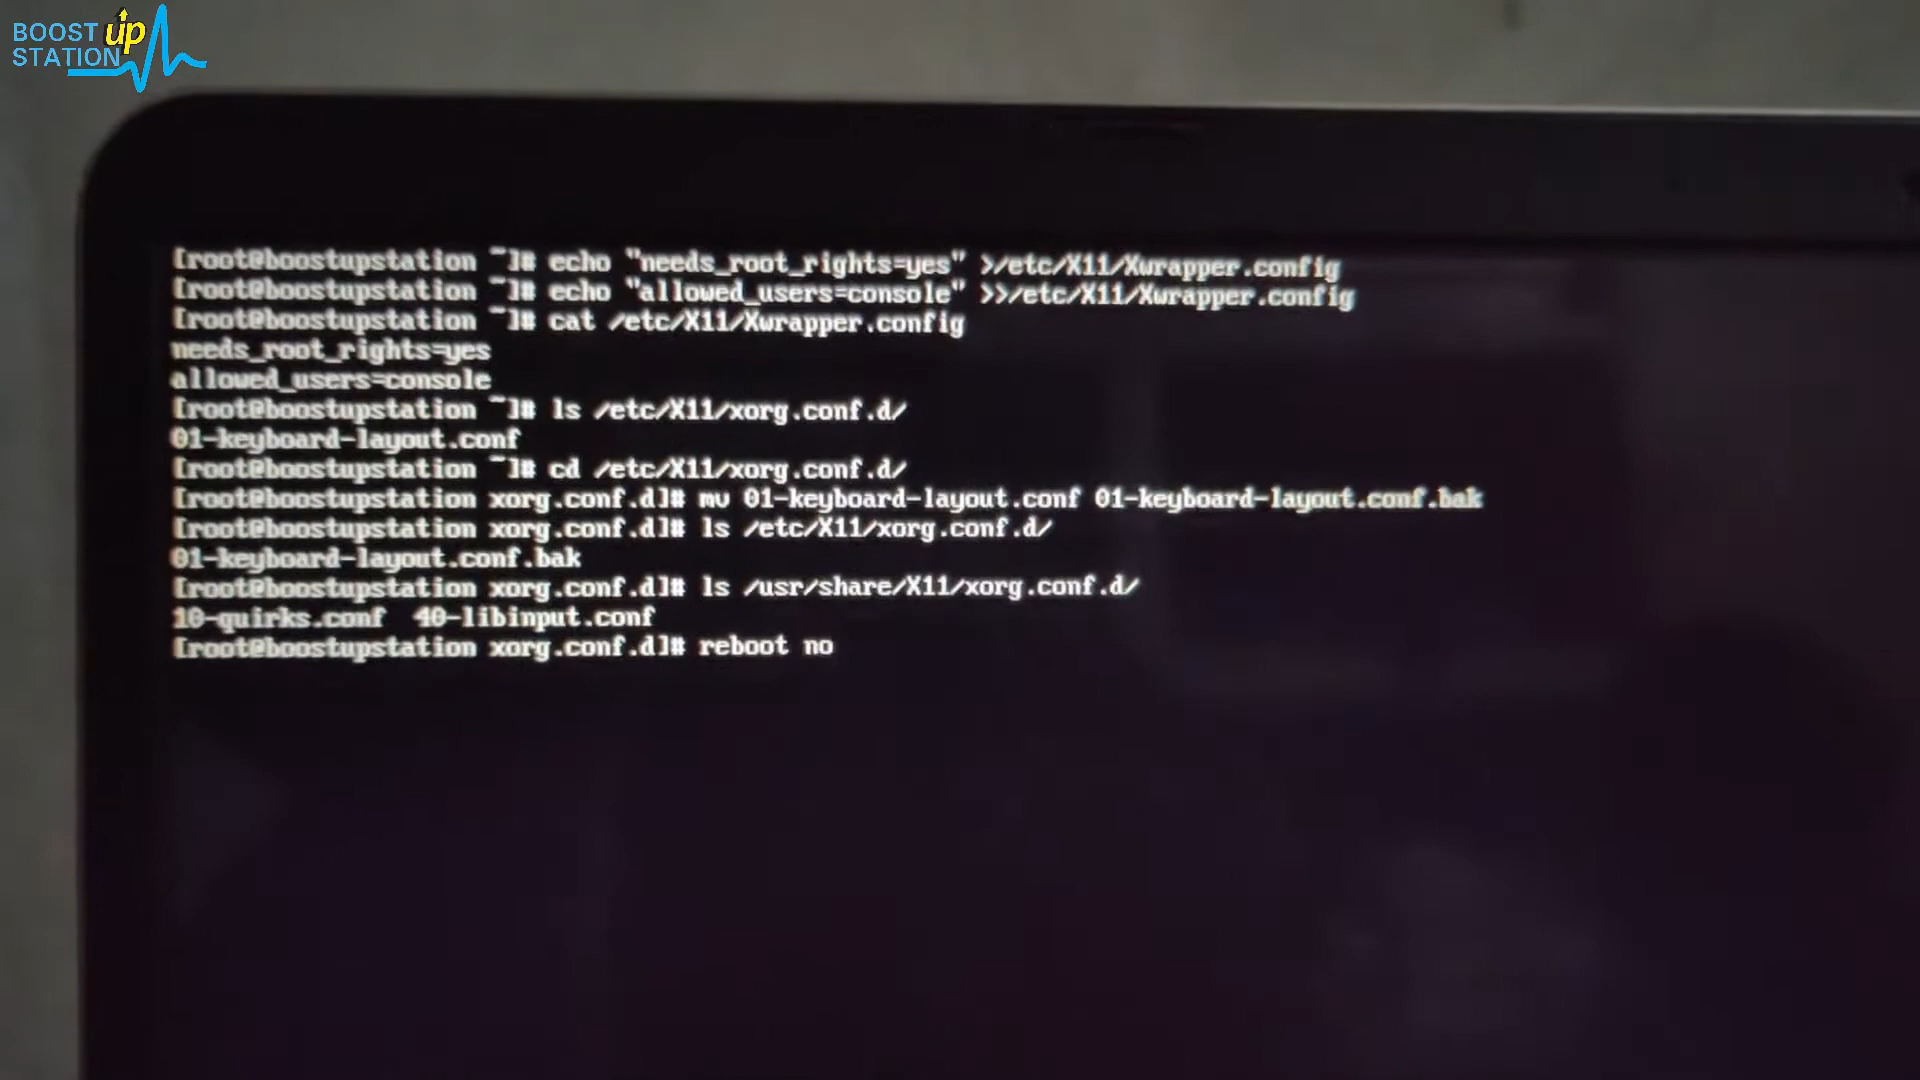 BOOST up
STATION
[root@boostupstation ~]# echo "needs_root_rights=yes" >/etc/X11/Xwrapper.config
[root@boostupstation ~]# echo "allowed_users=console" >>/etc/X11/Xwrapper.config
[root@boostupstation ~]# cat /etc/X11/Xwrapper.config
needs_root_rights=yes
allowed_users=console
[root@boostupstation ~]# ls /etc/X11/xorg.conf.d/
01-keyboard-layout.conf
[root@boostupstation ~]# cd /etc/X11/xorg.conf.d/
[root@boostupstation xorg.conf.d]# mv 01-keyboard-layout.conf 01-keyboard-layout.conf.bak
[root@boostupstation xorg.conf.d]# ls /etc/X11/xorg.conf.d/
01-keyboard-layout.conf.bak
[root@boostupstation xorg.conf.d]# ls /usr/share/X11/xorg.conf.d/
10-quirks.conf  40-libinput.conf
[root@boostupstation xorg.conf.d]# reboot no